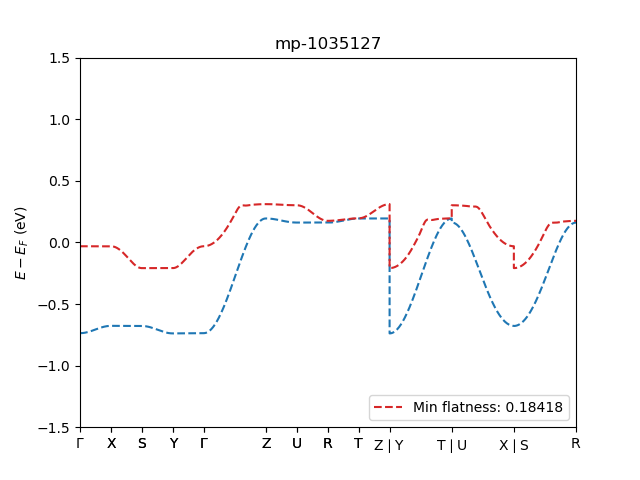 mp-1035127
E − E_F (eV)
1.5
1.0
0.5
0.0
−0.5
−1.0
−1.5
Min flatness: 0.18418
Γ X S Y Γ Z U R T Z | Y T | U X | S R